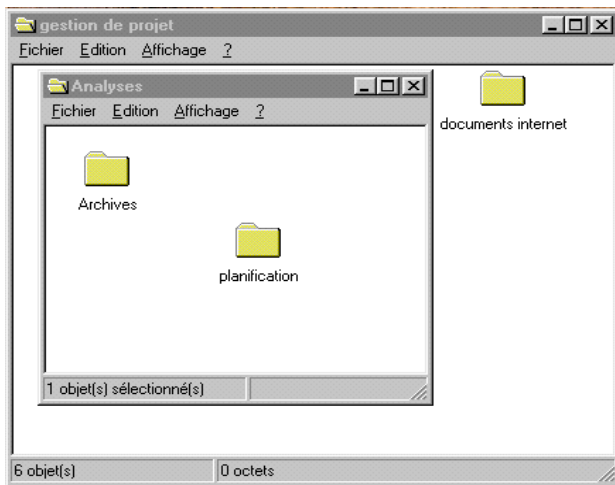 gestion de projet
Fichier Edition Affichage ?
Analyses
Fichier Edition Affichage ?
documents internet
Archives
planification
1 objet(s) sélectionné(s)
6 objet(s) 0 octets